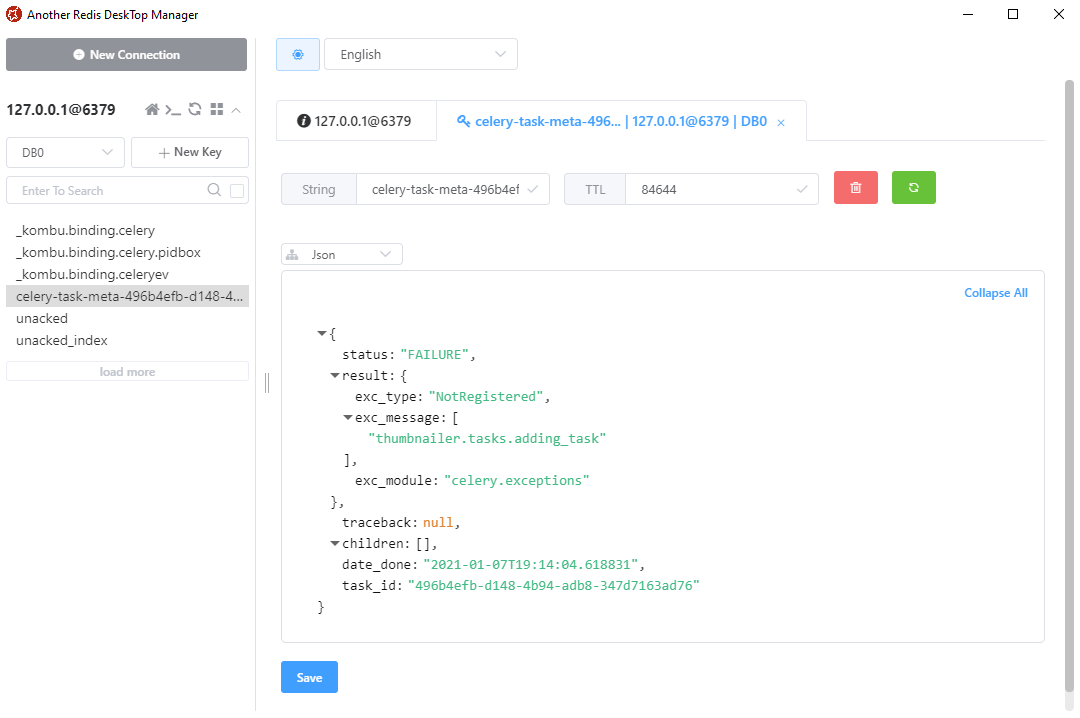 Another Redis DeskTop Manager
New Connection
English
127.0.0.1@6379
127.0.0.1@6379
celery-task-meta-496... | 127.0.0.1@6379 | DB0
DB0
New Key
Enter To Search
String
celery-task-meta-496b4ef
TTL
84644
_kombu.binding.celery
_kombu.binding.celery.pidbox
_kombu.binding.celeryev
celery-task-meta-496b4efb-d148-4...
unacked
unacked_index
load more
Json
Collapse All
{
status: "FAILURE",
result: {
exc_type: "NotRegistered",
exc_message: [
"thumbnailer.tasks.adding_task"
],
exc_module: "celery.exceptions"
},
traceback: null,
children: [],
date_done: "2021-01-07T19:14:04.618831",
task_id: "496b4efb-d148-4b94-adb8-347d7163ad76"
}
Save